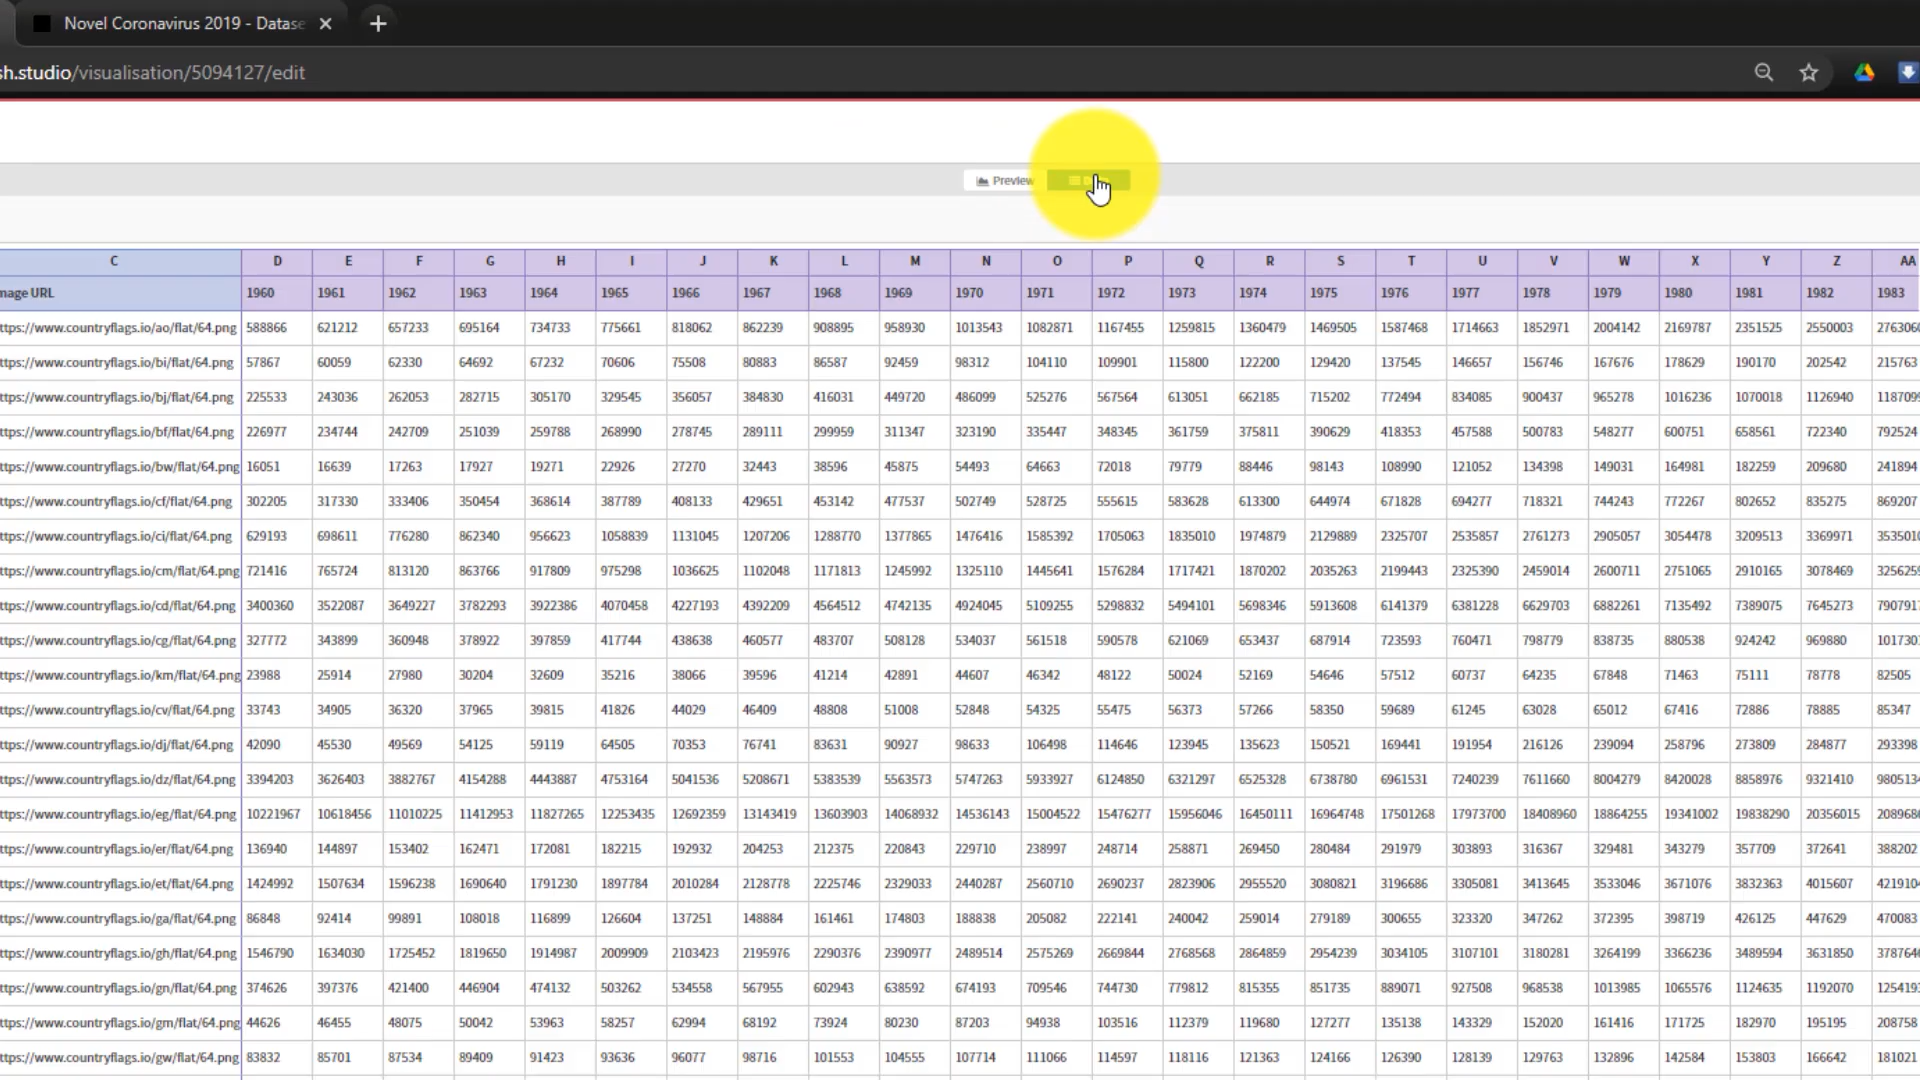 Novel Coronavirus 2019 - Datase
sh.studio/visualisation/5094127/edit
Preview
C D E F G H I J K L M N O P Q R S T U V W X Y Z AA
mage URL 1960 1961 1962 1963 1964 1965 1966 1967 1968 1969 1970 1971 1972 1973 1974 1975 1976 1977 1978 1979 1980 1981 1982 1983
ttps://www.countryflags.io/ao/flat/64.png 588866 621212 657233 695164 734733 775661 818062 862239 908895 958930 1013543 1082871 1167455 1259815 1360479 1469505 1587468 1714663 1852971 2004142 2169787 2351525 2550003 2763060
ttps://www.countryflags.io/bi/flat/64.png 57867 60059 62330 64692 67232 70606 75508 80883 86587 92459 98312 104110 109901 115800 122200 129420 137545 146657 156746 167676 178629 190170 202542 215763
ttps://www.countryflags.io/bj/flat/64.png 225533 243036 262053 282715 305170 329545 356057 384830 416031 449720 486099 525276 567564 613051 662185 715202 772494 834085 900437 965278 1016236 1070018 1126940 1187099
ttps://www.countryflags.io/bf/flat/64.png 226977 234744 242709 251039 259788 268990 278745 289111 299959 311347 323190 335447 348345 361759 375811 390629 418353 457588 500783 548277 600751 658561 722340 792524
ttps://www.countryflags.io/bw/flat/64.png 16051 16639 17263 17927 19271 22926 27270 32443 38596 45875 54493 64663 72018 79779 88446 98143 108990 121052 134398 149031 164981 182259 209680 241894
ttps://www.countryflags.io/cf/flat/64.png 302205 317330 333406 350454 368614 387789 408133 429651 453142 477537 502749 528725 555615 583628 613300 644974 671828 694277 718321 744243 772267 802652 835275 869207
ttps://www.countryflags.io/ci/flat/64.png 629193 698611 776280 862340 956623 1058839 1131045 1207206 1288770 1377865 1476416 1585392 1705063 1835010 1974879 2129889 2325707 2535857 2761273 2905057 3054478 3209513 3369971 3535010
ttps://www.countryflags.io/cm/flat/64.png 721416 765724 813120 863766 917809 975298 1036625 1102048 1171813 1245992 1325110 1445641 1576284 1717421 1870202 2035263 2199443 2325390 2459014 2600711 2751065 2910165 3078469 3256259
ttps://www.countryflags.io/cd/flat/64.png 3400360 3522087 3649227 3782293 3922386 4070458 4227193 4392209 4564512 4742135 4924045 5109255 5298832 5494101 5698346 5913608 6141379 6381228 6629703 6882261 7135492 7389075 7645273 790791
ttps://www.countryflags.io/cg/flat/64.png 327772 343899 360948 378922 397859 417744 438638 460577 483707 508128 534037 561518 590578 621069 653437 687914 723593 760471 798779 838735 880538 924242 969880 101730
ttps://www.countryflags.io/km/flat/64.png 23988 25914 27980 30204 32609 35216 38066 39596 41214 42891 44607 46342 48122 50024 52169 54646 57512 60737 64235 67848 71463 75111 78778 82505
ttps://www.countryflags.io/cv/flat/64.png 33743 34905 36320 37965 39815 41826 44029 46409 48808 51008 52848 54325 55475 56373 57266 58350 59689 61245 63028 65012 67416 72886 78885 85347
ttps://www.countryflags.io/dj/flat/64.png 42090 45530 49569 54125 59119 64505 70353 76741 83631 90927 98633 106498 114646 123945 135623 150521 169441 191954 216126 239094 258796 273809 284877 293398
ttps://www.countryflags.io/dz/flat/64.png 3394203 3626403 3882767 4154288 4443887 4753164 5041536 5208671 5383539 5563573 5747263 5933927 6124850 6321297 6525328 6738780 6961531 7240239 7611660 8004279 8420028 8858976 9321410 980513
ttps://www.countryflags.io/eg/flat/64.png 10221967 10618456 11010225 11412953 11827265 12253435 12692359 13143419 13603903 14068932 14536143 15004522 15476277 15956046 16450111 16964748 17501268 17973700 18408960 18864255 19341002 19838290 20356015 208968
ttps://www.countryflags.io/er/flat/64.png 136940 144897 153402 162471 172081 182215 192932 204253 212375 220843 229710 238997 248714 258871 269450 280484 291979 303893 316367 329481 343279 357709 372641 388202
ttps://www.countryflags.io/et/flat/64.png 1424992 1507634 1596238 1690640 1791230 1897784 2010284 2128778 2225746 2329033 2440287 2560710 2690237 2823906 2955520 3080821 3196686 3305081 3413645 3533046 3671076 3832363 4015607 421910
ttps://www.countryflags.io/ga/flat/64.png 86848 92414 99891 108018 116899 126604 137251 148884 161461 174803 188838 205082 222141 240042 259014 279189 300655 323320 347262 372395 398719 426125 447629 470083
ttps://www.countryflags.io/gh/flat/64.png 1546790 1634030 1725452 1819650 1914987 2009909 2103423 2195976 2290376 2390977 2489514 2575269 2669844 2768568 2864859 2954239 3034105 3107101 3180281 3264199 3366236 3489594 3631850 378764
ttps://www.countryflags.io/gn/flat/64.png 374626 397376 421400 446904 474132 503262 534558 567955 602943 638592 674193 709546 744730 779812 815355 851735 889071 927508 968538 1013985 1065576 1124635 1192070 125419
ttps://www.countryflags.io/gm/flat/64.png 44626 46455 48075 50042 53963 58257 62994 68192 73924 80230 87203 94938 103516 112379 119680 127277 135138 143329 152020 161416 171725 182970 195195 208758
ttps://www.countryflags.io/gw/flat/64.png 83832 85701 87534 89409 91423 93636 96077 98716 101553 104555 107714 111066 114597 118116 121363 124166 126390 128139 129763 132896 142584 153803 166642 181021